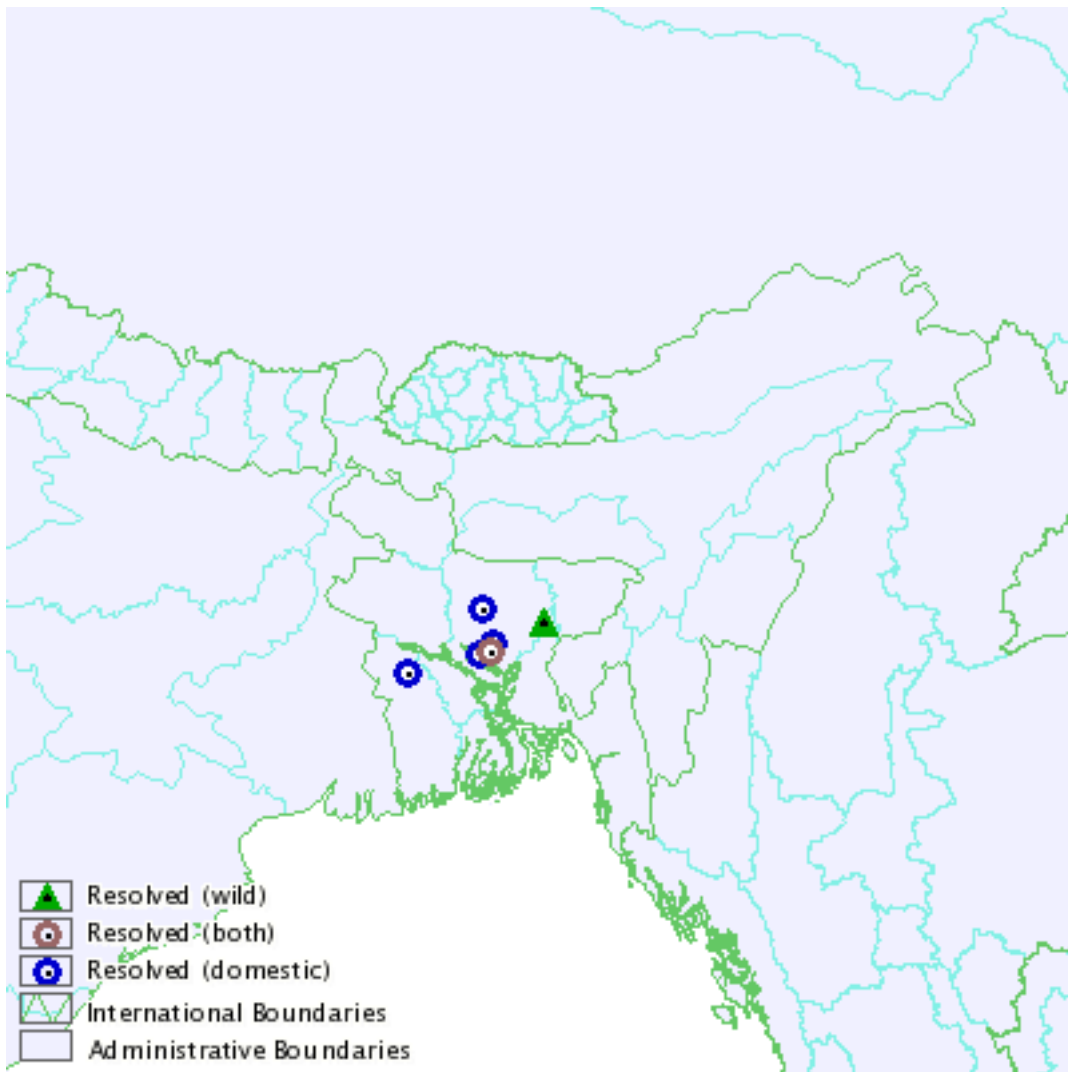 Resolved (wild)
Resolved (both)
Resolved (domestic)
International Boundaries
Administrative Boundaries